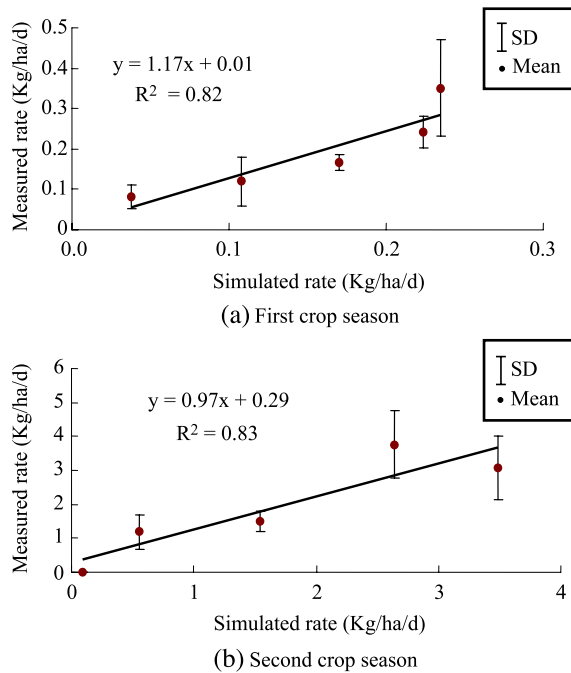 SD
Mean
0.5
0.4
0.3
0.2
0.1
0
Measured rate (Kg/ha/d)
y = 1.17x + 0.01
R² = 0.82
0.0
0.1
0.2
0.3
Simulated rate (Kg/ha/d)
(a) First crop season
SD
Mean
6
5
4
3
2
1
0
Measured rate (Kg/ha/d)
y = 0.97x + 0.29
R² = 0.83
0
1
2
3
4
Simulated rate (Kg/ha/d)
(b) Second crop season